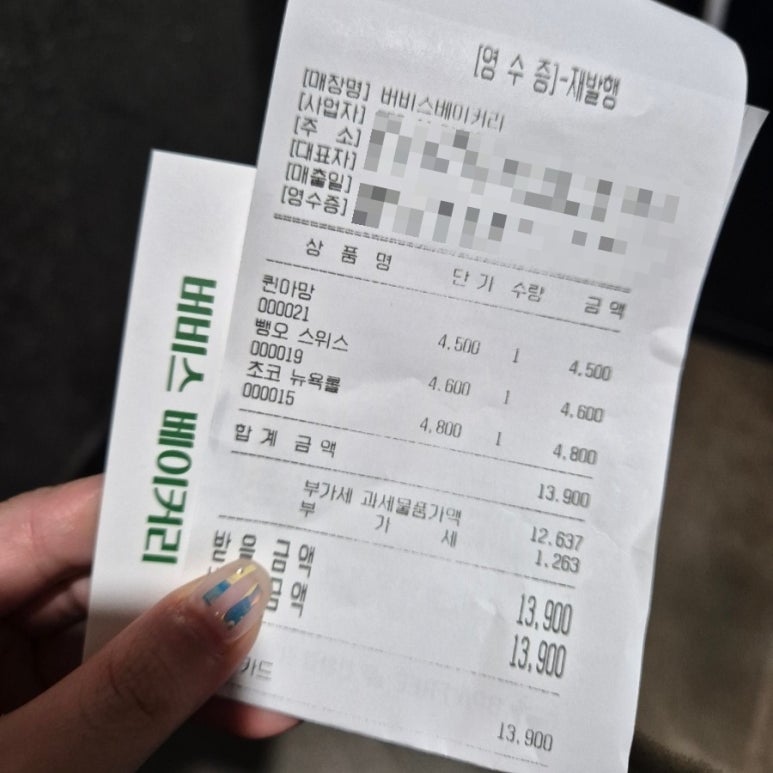 [영 수 증]-재발행
[매장명] 버비스베이커리
[사업자]
[주 소]
[대표자]
[매출일]
[영수증]
상 품 명 단 가 수량 금 액
퀸아망
000021 4,500 1 4,500
뺑오 스위스
000019 4,600 1 4,600
초코 뉴욕롤
000015 4,800 1 4,800
합 계 금 액 13,900
부가세 과세물품가액 12,637
부 가 세 1,263
받 을 금 액 13,900
액 13,900
카드 13,900
버비스 베이커리